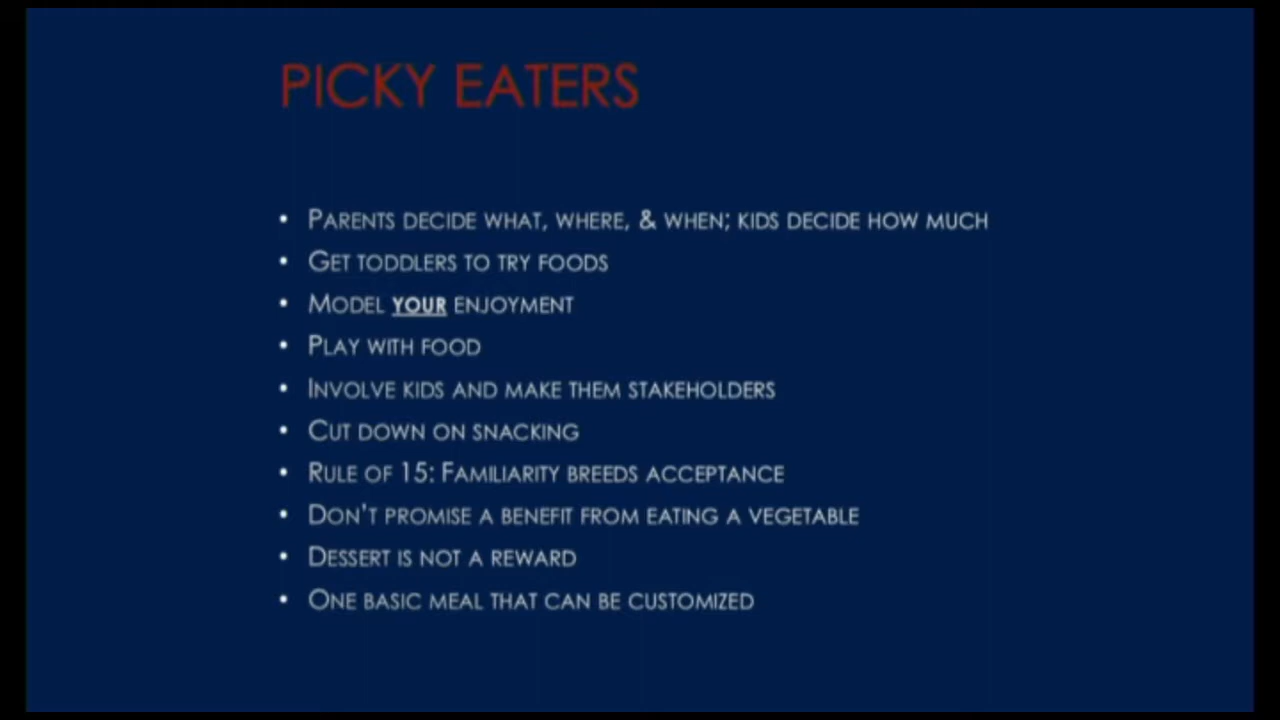 PICKY EATERS
• PARENTS DECIDE WHAT, WHERE, & WHEN; KIDS DECIDE HOW MUCH
• GET TODDLERS TO TRY FOODS
• MODEL YOUR ENJOYMENT
• PLAY WITH FOOD
• INVOLVE KIDS AND MAKE THEM STAKEHOLDERS
• CUT DOWN ON SNACKING
• RULE OF 15: FAMILIARITY BREEDS ACCEPTANCE
• DON'T PROMISE A BENEFIT FROM EATING A VEGETABLE
• DESSERT IS NOT A REWARD
• ONE BASIC MEAL THAT CAN BE CUSTOMIZED